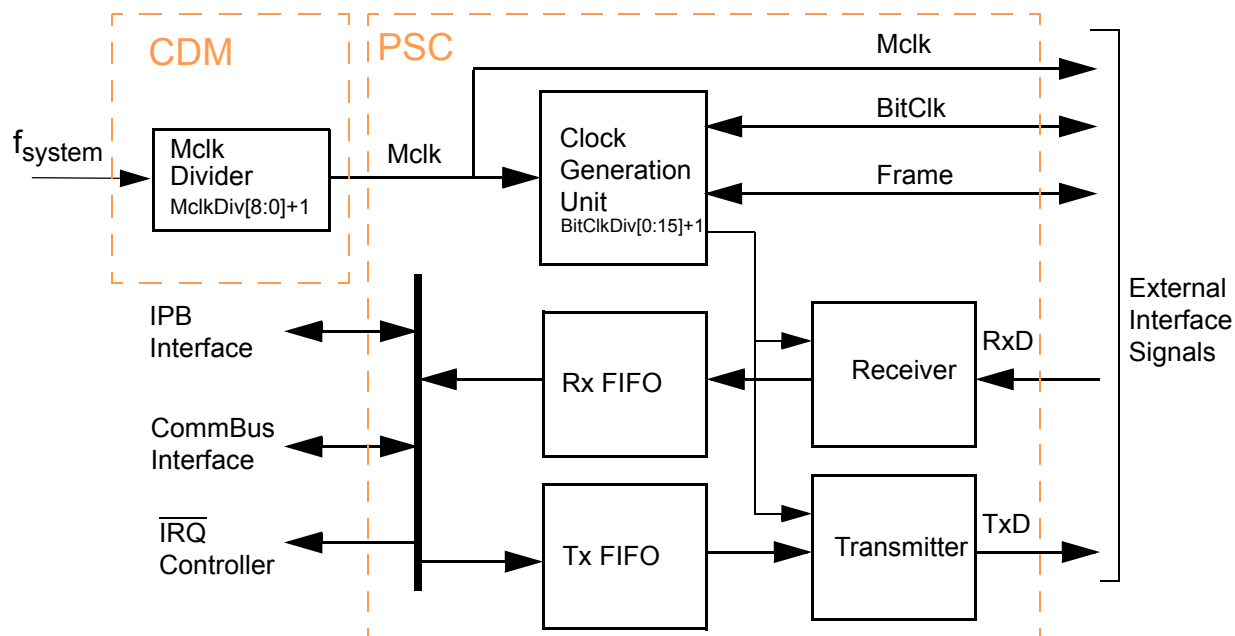 CDM
PSC
Mclk
BitClk
Frame
fsystem
Mclk
Divider
MclkDiv[8:0]+1
Mclk
Clock
Generation
Unit
BitClkDiv[0:15]+1
External
Interface
Signals
IPB
Interface
Rx FIFO
Receiver
RxD
CommBus
Interface
IRQ
Controller
Tx FIFO
Transmitter
TxD